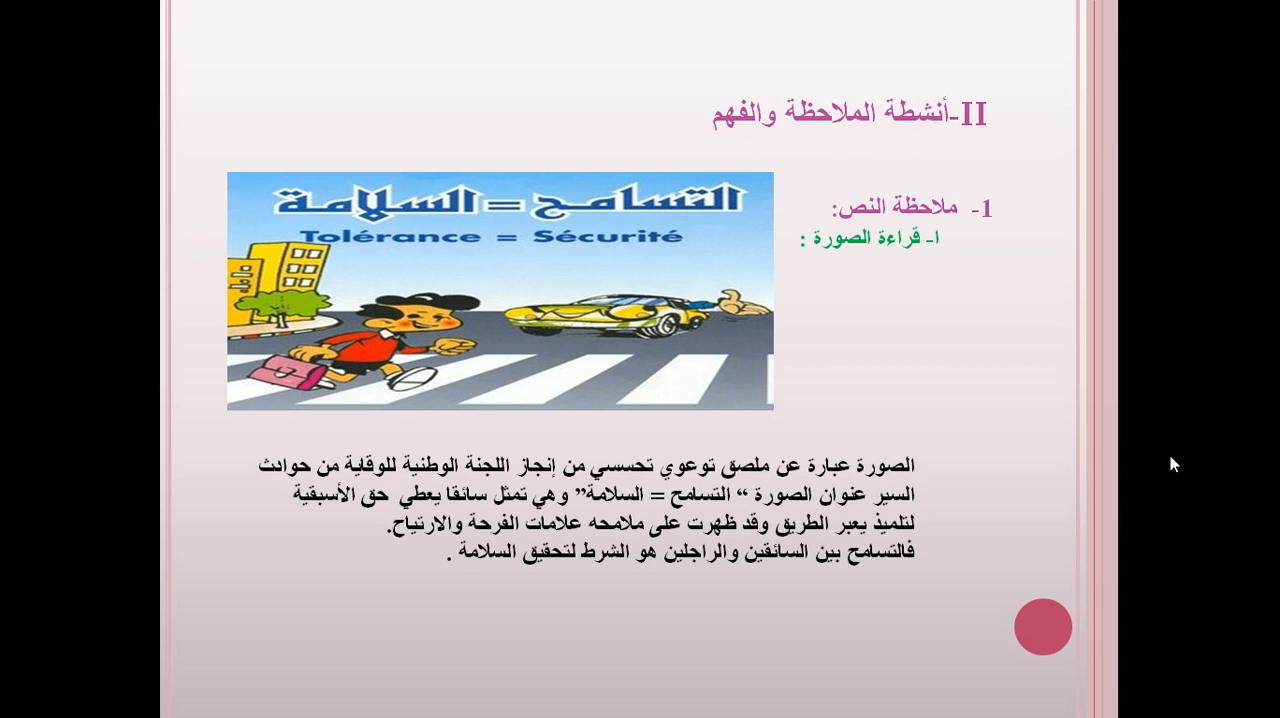 II-أنشطة الملاحظة والفهم
1- ملاحظة النص:
ا- قراءة الصورة :
التسامح = السلامة
Tolérance = Sécurité
الصورة عبارة عن ملصق توعوي تحسسي من إنجاز اللجنة الوطنية للوقاية من حوادث
السير عنوان الصورة “ التسامح = السلامة” وهي تمثل سائقا يعطي حق الأسبقية
لتلميذ يعبر الطريق وقد ظهرت على ملامحه علامات الفرحة والارتياح.
فالتسامح بين السائقين والراجلين هو الشرط لتحقيق السلامة .